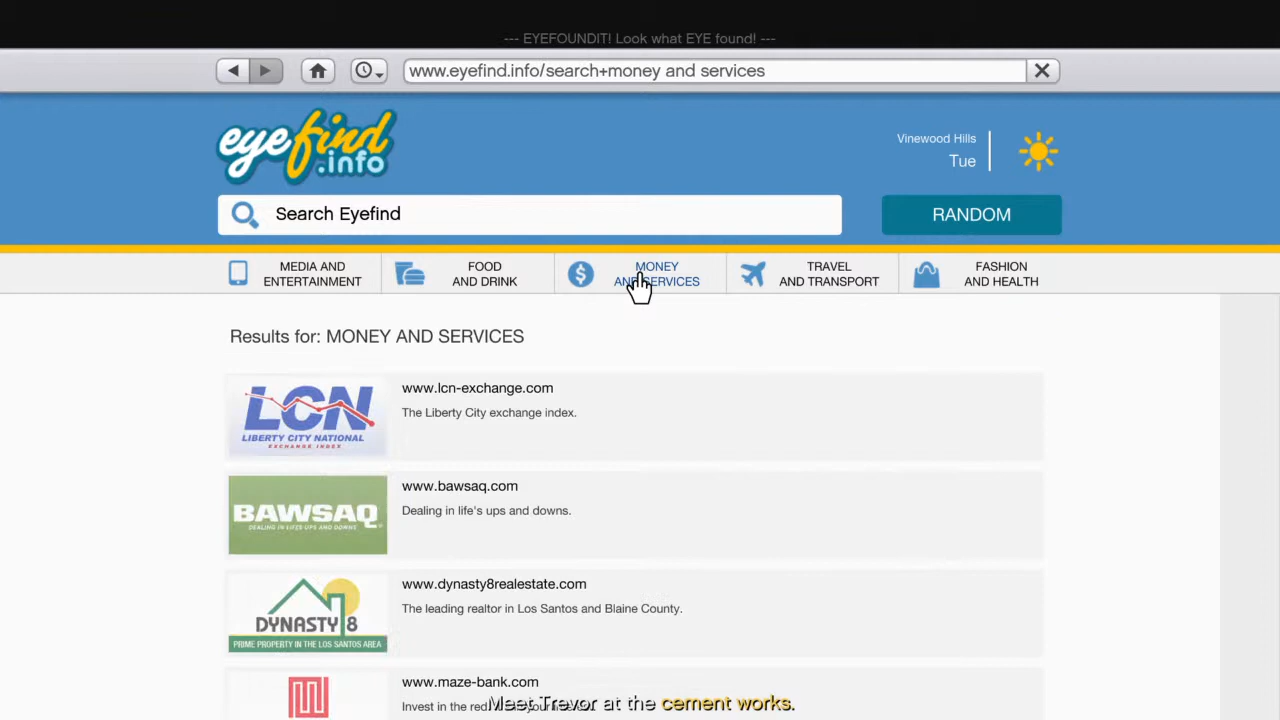 --- EYEFOUNDIT! Look what EYE found! ---
www.eyefind.info/search+money and services
eyefind
.info
Vinewood Hills
Tue
Search Eyefind
RANDOM
MEDIA AND
ENTERTAINMENT
FOOD
AND DRINK
MONEY
AND SERVICES
TRAVEL
AND TRANSPORT
FASHION
AND HEALTH
Results for: MONEY AND SERVICES
LCN
LIBERTY CITY NATIONAL
EXCHANGE INDEX
www.lcn-exchange.com
The Liberty City exchange index.
BAWSAQ
DEALING IN LIFE'S UPS AND DOWNS
www.bawsaq.com
Dealing in life's ups and downs.
DYNASTY 8
PRIME PROPERTY IN THE LOS SANTOS AREA
www.dynasty8realestate.com
The leading realtor in Los Santos and Blaine County.
www.maze-bank.com
Invest in the red
Meet Trevor at the cement works.